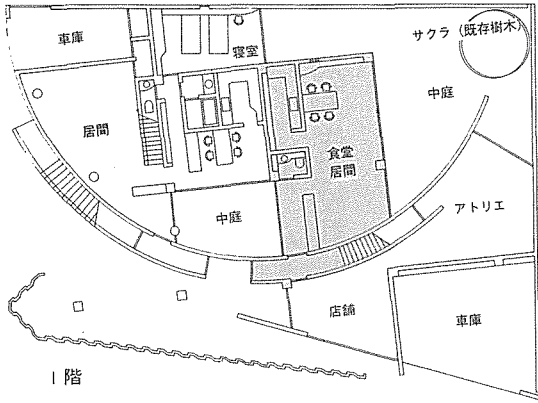 サクラ（既存樹木）
車庫
寝室
中庭
居間
食堂
居間
中庭
アトリエ
店舗
車庫
1階